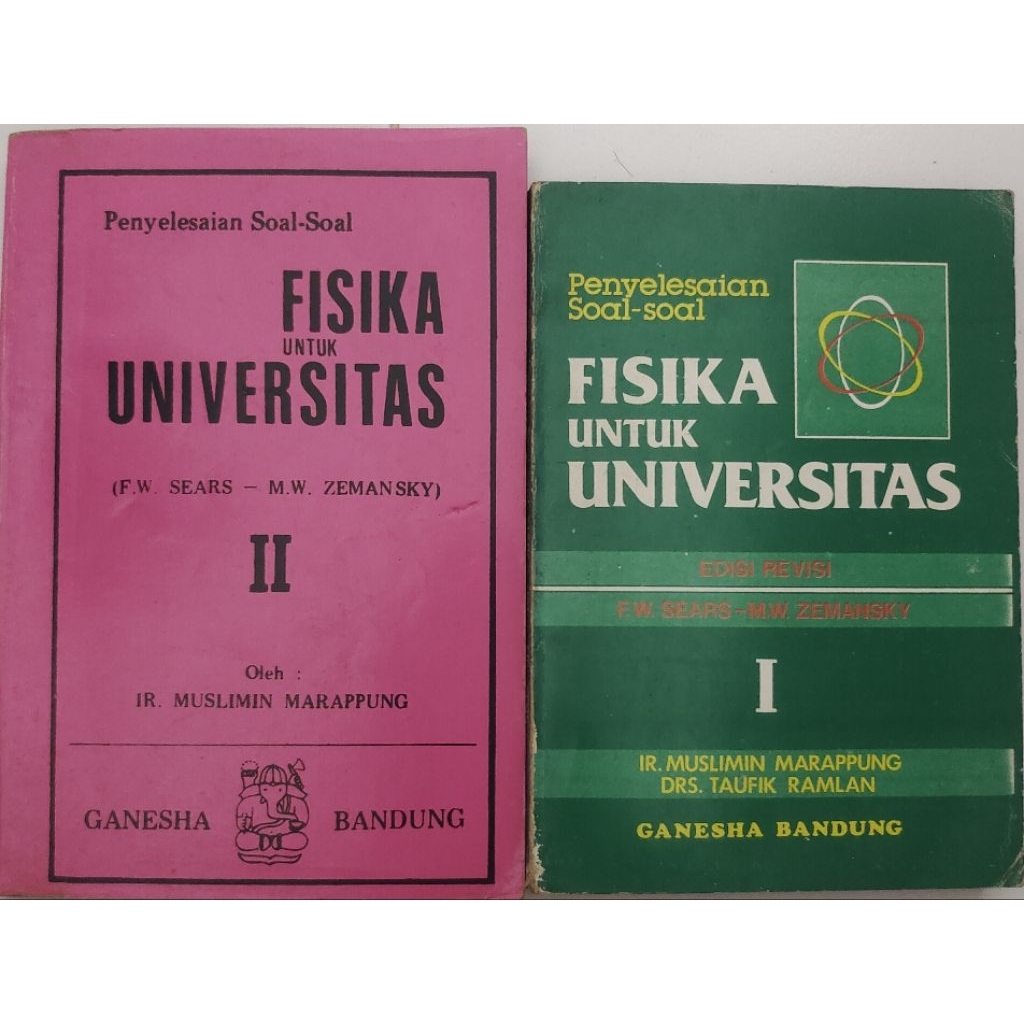 Penyelesaian Soal-Soal
FISIKA
UNTUK
UNIVERSITAS
(F.W. SEARS – M.W. ZEMANSKY)
II
Oleh :
IR. MUSLIMIN MARAPPUNG
GANESHA BANDUNG
Penyelesaian
Soal-soal
FISIKA
UNTUK
UNIVERSITAS
EDISI REVISI
F.W. SEARS–M.W. ZEMANSKY
I
IR. MUSLIMIN MARAPPUNG
DRS. TAUFIK RAMLAN
GANESHA BANDUNG